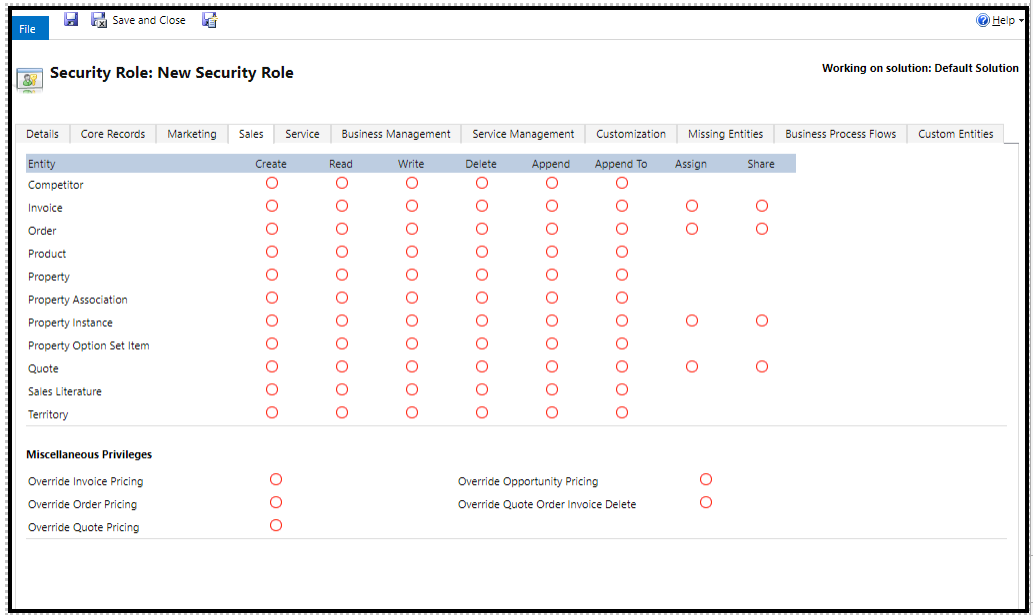 File
Save and Close
Help
Security Role: New Security Role
Working on solution: Default Solution
Details Core Records Marketing Sales Service Business Management Service Management Customization Missing Entities Business Process Flows Custom Entities
Entity Create Read Write Delete Append Append To Assign Share
Competitor
Invoice
Order
Product
Property
Property Association
Property Instance
Property Option Set Item
Quote
Sales Literature
Territory
Miscellaneous Privileges
Override Invoice Pricing Override Opportunity Pricing
Override Order Pricing Override Quote Order Invoice Delete
Override Quote Pricing